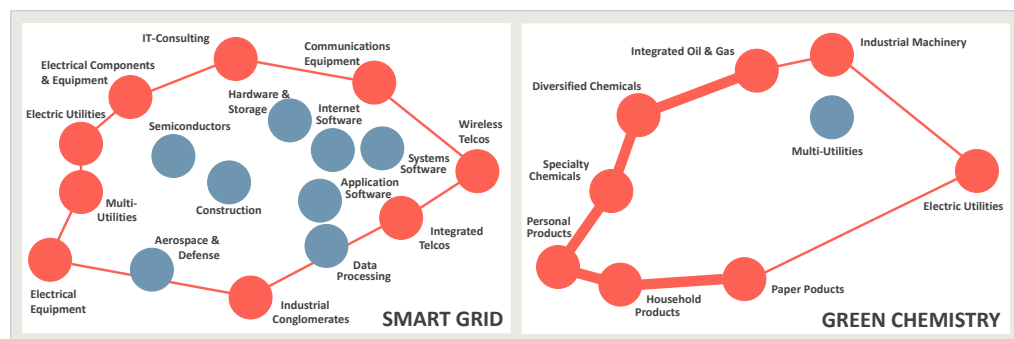 IT-Consulting
Communications
Equipment
Electrical Components
& Equipment
Hardware &
Storage
Internet
Software
Electric Utilities
Semiconductors
Wireless
Telcos
Systems
Software
Application
Software
Multi-
Utilities
Construction
Integrated
Telcos
Aerospace &
Defense
Data
Processing
Electrical
Equipment
Industrial
Conglomerates
SMART GRID
Integrated Oil & Gas
Industrial Machinery
Diversified Chemicals
Multi-Utilities
Specialty
Chemicals
Electric Utilities
Personal
Products
Household
Products
Paper Poducts
GREEN CHEMISTRY